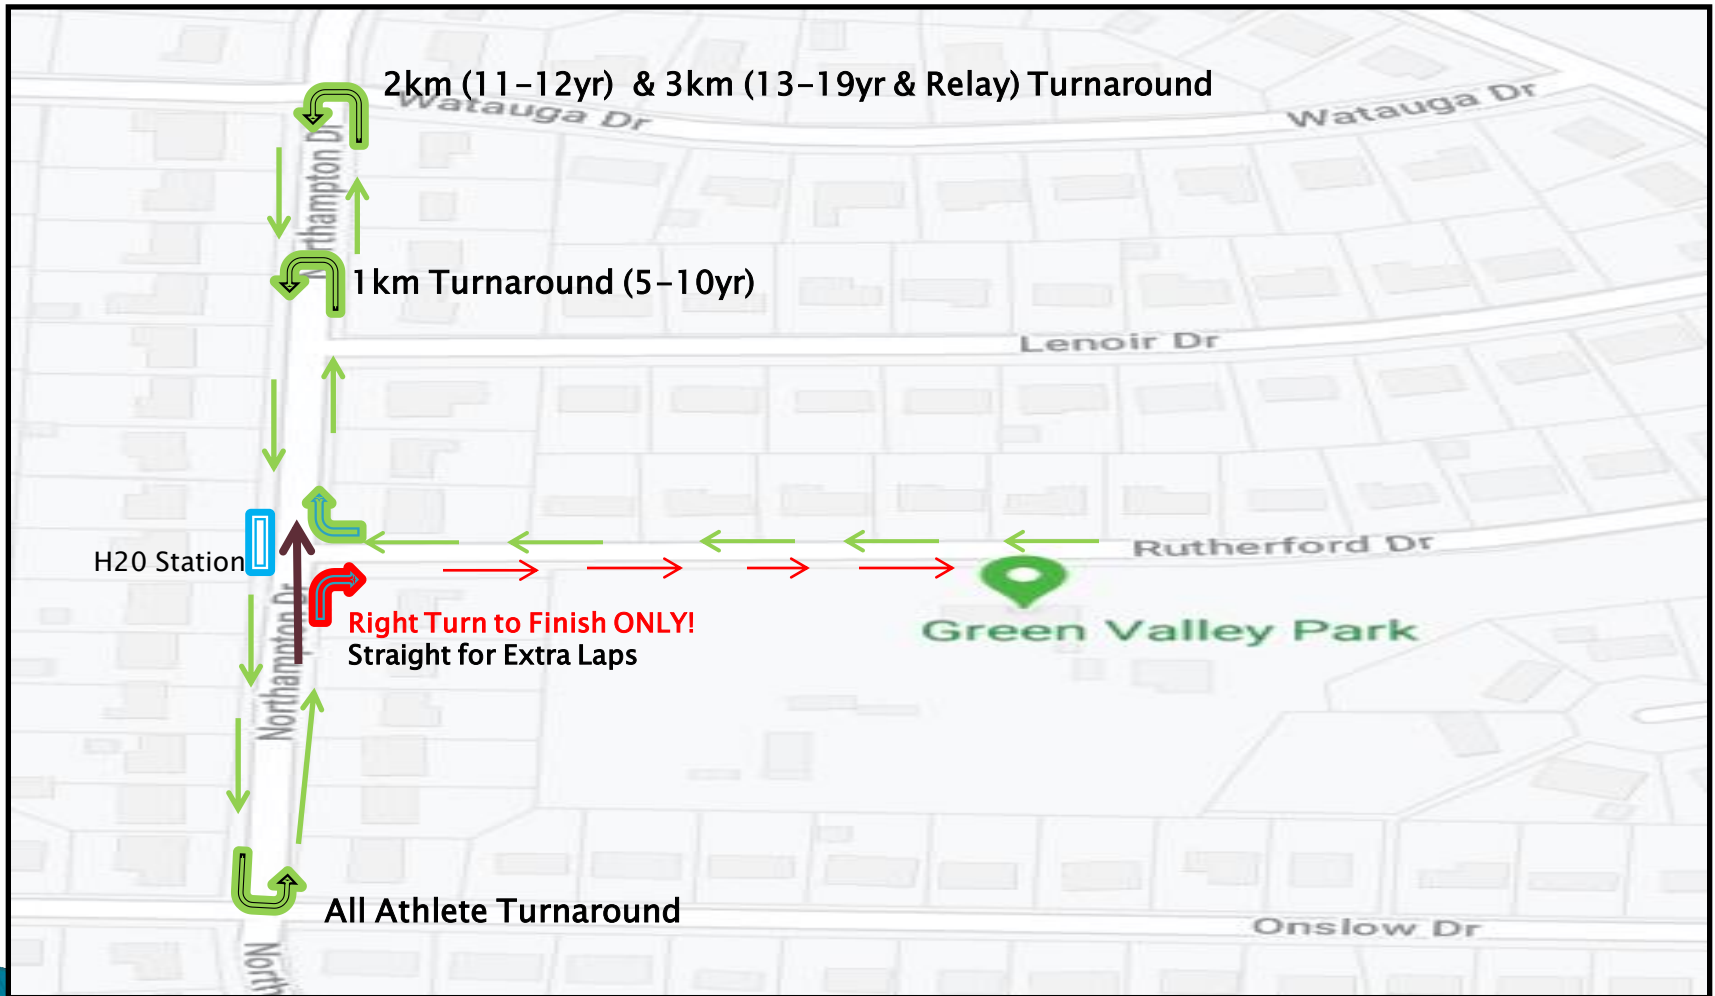 2km (11-12yr)  & 3km (13-19yr & Relay) Turnaround
Watauga Dr
Watauga Dr
Northampton Dr
1km Turnaround (5-10yr)
Lenoir Dr
Rutherford Dr
H20 Station
Green Valley Park
Right Turn to Finish ONLY!
Straight for Extra Laps
Northampton Dr
All Athlete Turnaround
Onslow Dr
North